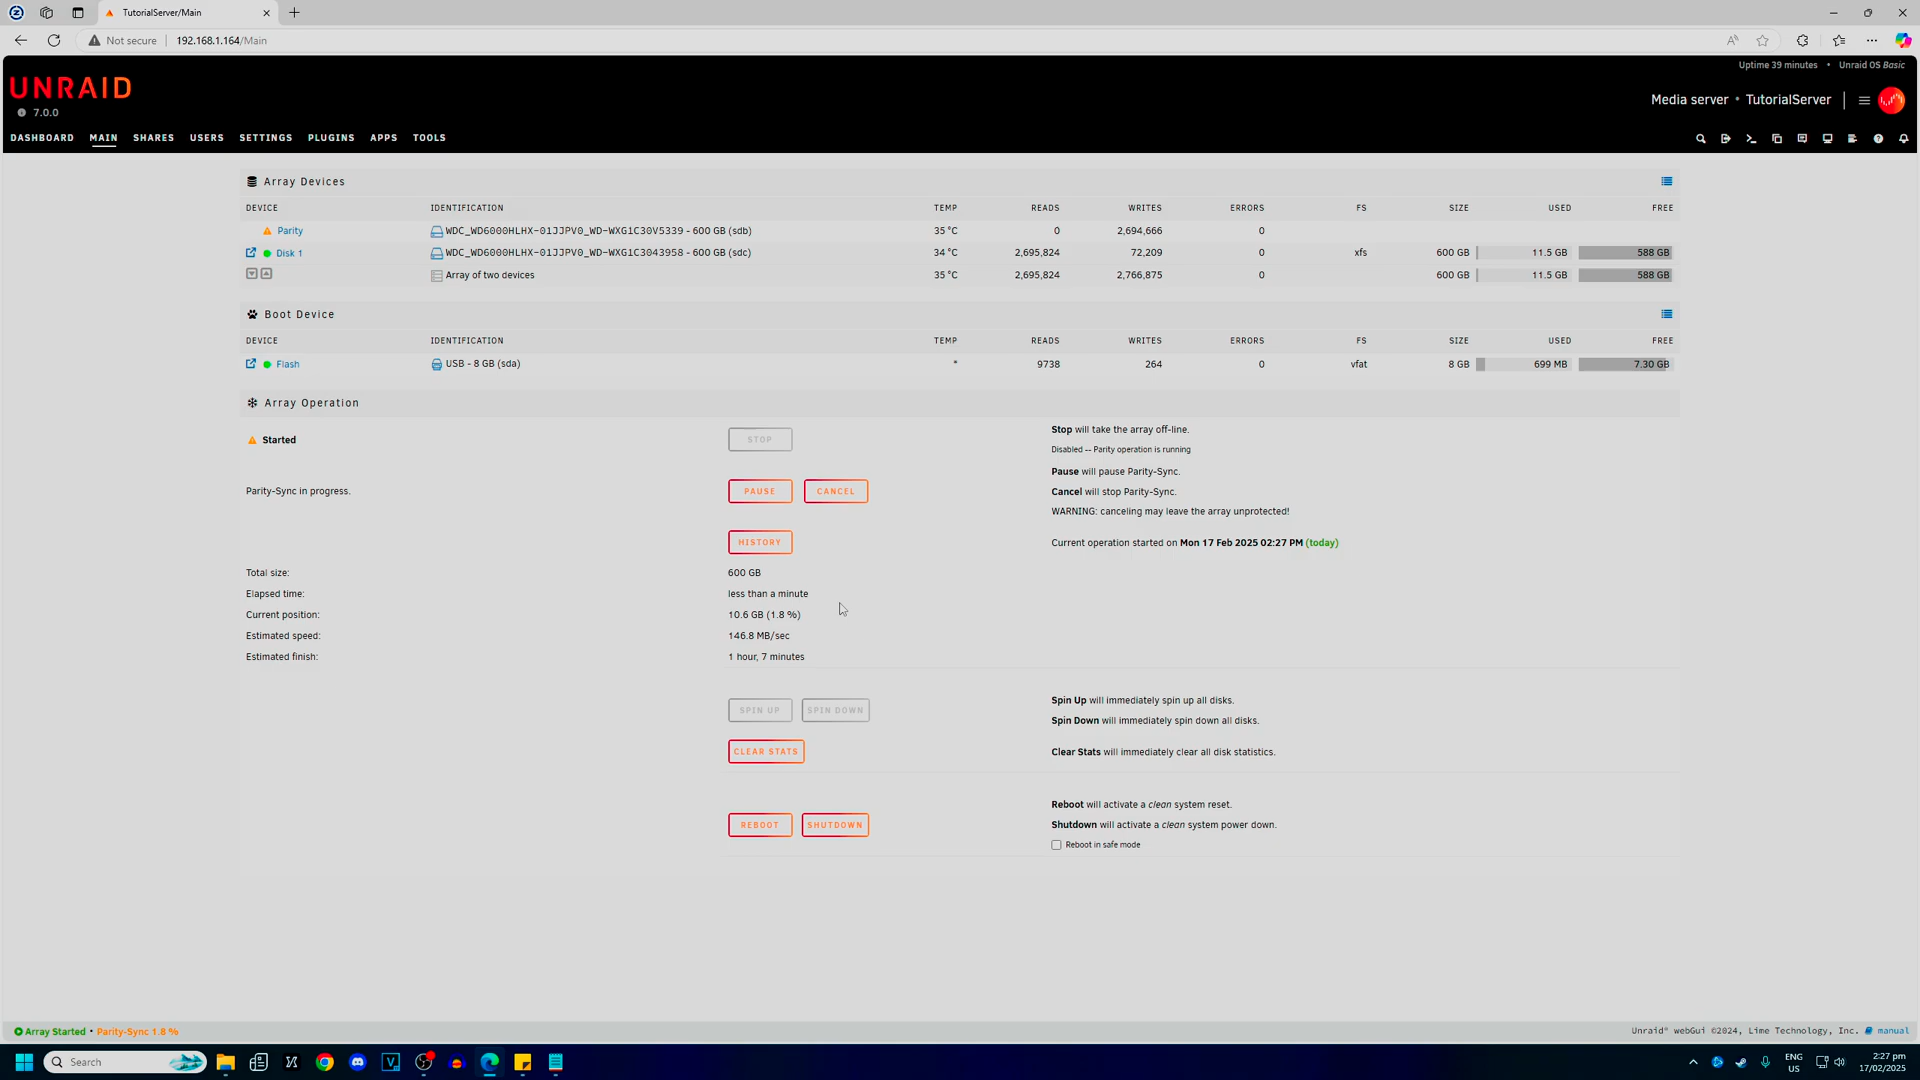 TutorialServer/Main
Not secure 192.168.1.164/Main
Uptime 39 minutes • Unraid OS Basic
UNRAID
7.0.0
Media server • TutorialServer
DASHBOARD MAIN SHARES USERS SETTINGS PLUGINS APPS TOOLS
Array Devices
DEVICE IDENTIFICATION TEMP READS WRITES ERRORS FS SIZE USED FREE
Parity WDC_WD6000HLHX-01JJPV0_WD-WXG1C30V5339 - 600 GB (sdb) 35 °C 0 2,694,666 0
Disk 1 WDC_WD6000HLHX-01JJPV0_WD-WXG1C3043958 - 600 GB (sdc) 34 °C 2,695,824 72,209 0 xfs 600 GB 11.5 GB 588 GB
Array of two devices 35 °C 2,695,824 2,766,875 0 600 GB 11.5 GB 588 GB
Boot Device
DEVICE IDENTIFICATION TEMP READS WRITES ERRORS FS SIZE USED FREE
Flash USB - 8 GB (sda) * 9738 264 0 vfat 8 GB 699 MB 7.30 GB
Array Operation
Started STOP Stop will take the array off-line.
Disabled -- Parity operation is running
Pause will pause Parity-Sync.
Parity-Sync in progress. PAUSE CANCEL Cancel will stop Parity-Sync.
WARNING: canceling may leave the array unprotected!
HISTORY Current operation started on Mon 17 Feb 2025 02:27 PM (today)
Total size: 600 GB
Elapsed time: less than a minute
Current position: 10.6 GB (1.8 %)
Estimated speed: 146.8 MB/sec
Estimated finish: 1 hour, 7 minutes
SPIN UP SPIN DOWN Spin Up will immediately spin up all disks.
Spin Down will immediately spin down all disks.
CLEAR STATS Clear Stats will immediately clear all disk statistics.
Reboot will activate a clean system reset.
REBOOT SHUTDOWN Shutdown will activate a clean system power down.
Reboot in safe mode
Array Started • Parity-Sync 1.8 %
Unraid® webGui ©2024, Lime Technology, Inc. manual
Search
ENG
US
2:27 pm
17/02/2025